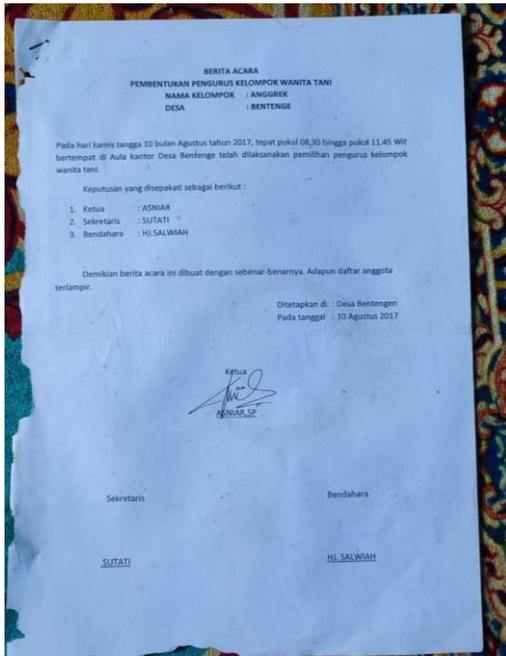 BERITA ACARA
PEMBENTUKAN PENGURUS KELOMPOK WANITA TANI
NAMA KELOMPOK : ANGGREK
DESA : BENTENGE
Pada hari kamis tangga 10 bulan Agustus tahun 2017, tepat pukul 08,30 hingga pukul 11.45 Wit
bertempat di Aula kantor Desa Bentenge telah dilaksanakan pemilihan pengurus kelompok
wanita tani.
Keputusan yang disepakati sebagai berikut :
1. Ketua : ASNIAR
2. Sekretaris : SUTATI
3. Bendahara : HJ.SALWIAH
Demikian berita acara ini dibuat dengan sebenar-benarnya. Adapun daftar anggota
terlampir.
Ditetapkan di : Desa Bentengen
Pada tanggal : 10 Agustus 2017
Ketua
ASNIAR,SP
Sekretaris Bendahara
SUTATI HJ. SALWIAH